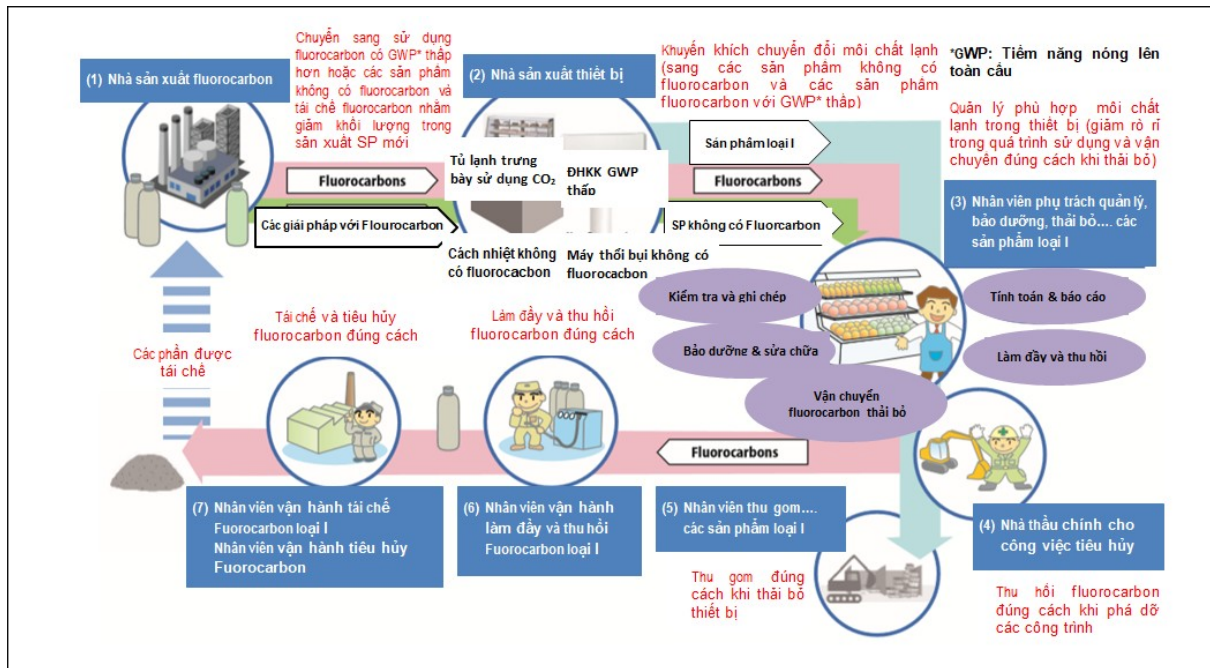 (1) Nhà sản xuất fluorocarbon
Chuyển sang sử dụng
fluorocarbon có GWP* thấp
hơn hoặc các sản phẩm
không có fluorocarbon và
tái chế fluorocarbon nhằm
giảm khối lượng trong
sản xuất SP mới
(2) Nhà sản xuất thiết bị
Khuyến khích chuyển đổi môi chất lạnh
(sang các sản phẩm không có
fluorocarbon và các sản phẩm
fluorocarbon với GWP* thấp)
*GWP: Tiềm năng nóng lên
toàn cầu
Quản lý phù hợp môi chất
lạnh trong thiết bị (giảm rò rỉ
trong quá trình sử dụng và vận
chuyển đúng cách khi thải bỏ)
Fluorocarbons
Các giải pháp với Flourocarbon
Tủ lạnh trưng
bày sử dụng CO₂
ĐHKK GWP
thấp
Cách nhiệt không
có fluorocacbon
Máy thổi bụi không có
fluorocacbon
Sản phẩm loại I
Fluorocarbons
SP không có Fluorcarbon
(3) Nhân viên phụ trách quản lý,
bảo dưỡng, thải bỏ.... các
sản phẩm loại I
Kiểm tra và ghi chép
Tính toán & báo cáo
Bảo dưỡng & sửa chữa
Làm đầy và thu hồi
Vận chuyển
fluorocarbon thải bỏ
Các phần được
tái chế
Tái chế và tiêu hủy
fluorocarbon đúng cách
Làm đầy và thu hồi
fluorocarbon đúng cách
Fluorocarbons
(7) Nhân viên vận hành tái chế
Fuorocarbon loại I
Nhân viên vận hành tiêu hủy
Fuorocarbon
(6) Nhân viên vận hành
làm đầy và thu hồi
Fuorocarbon loại I
(5) Nhân viên thu gom....
các sản phẩm loại I
(4) Nhà thầu chính cho
công việc tiêu hủy
Thu gom đúng
cách khi thải bỏ
thiết bị
Thu hồi fluorocarbon
đúng cách khi phá dỡ
các công trình